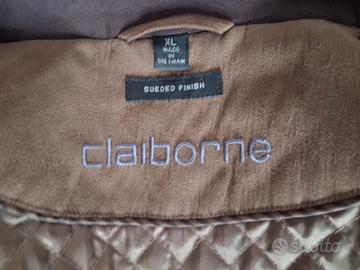 XL
MADE
IN
VIETNAM
SUEDED FINISH
claiborne
subito